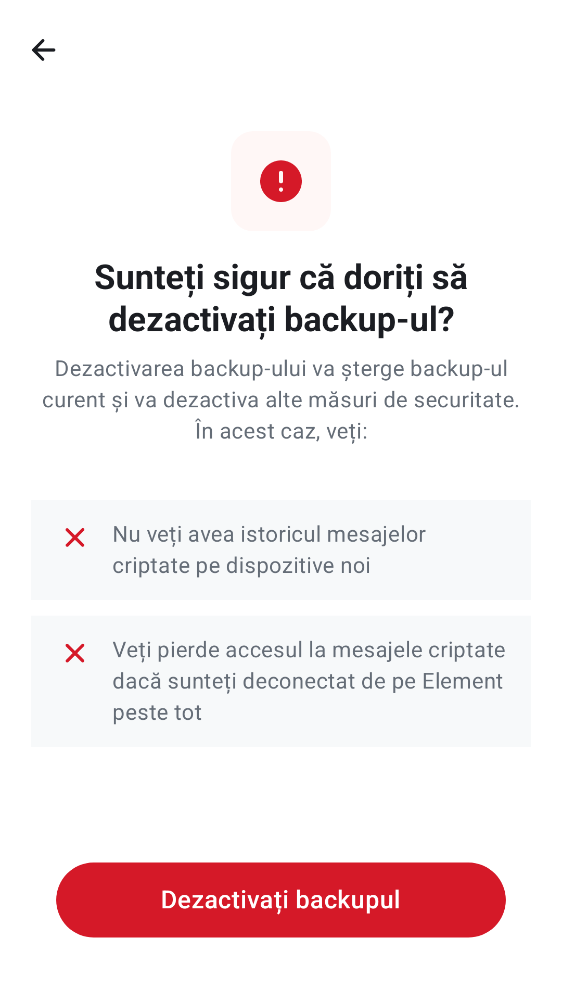 Sunteți sigur că doriți să
dezactivați backup-ul?
Dezactivarea backup-ului va șterge backup-ul
curent și va dezactiva alte măsuri de securitate.
În acest caz, veți:
Nu veți avea istoricul mesajelor
criptate pe dispozitive noi
Veți pierde accesul la mesajele criptate
dacă sunteți deconectat de pe Element
peste tot
Dezactivați backupul